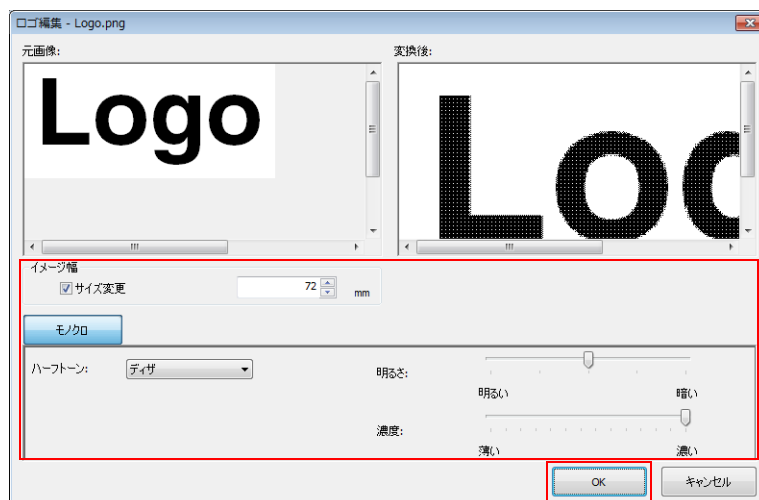 ロゴ編集 - Logo.png
元画像:
変換後:
Logo
Loc
イメージ幅
サイズ変更
72
mm
モノクロ
ハーフトーン:
ディザ
明るさ:
明るい
暗い
濃度:
薄い
濃い
OK
キャンセル